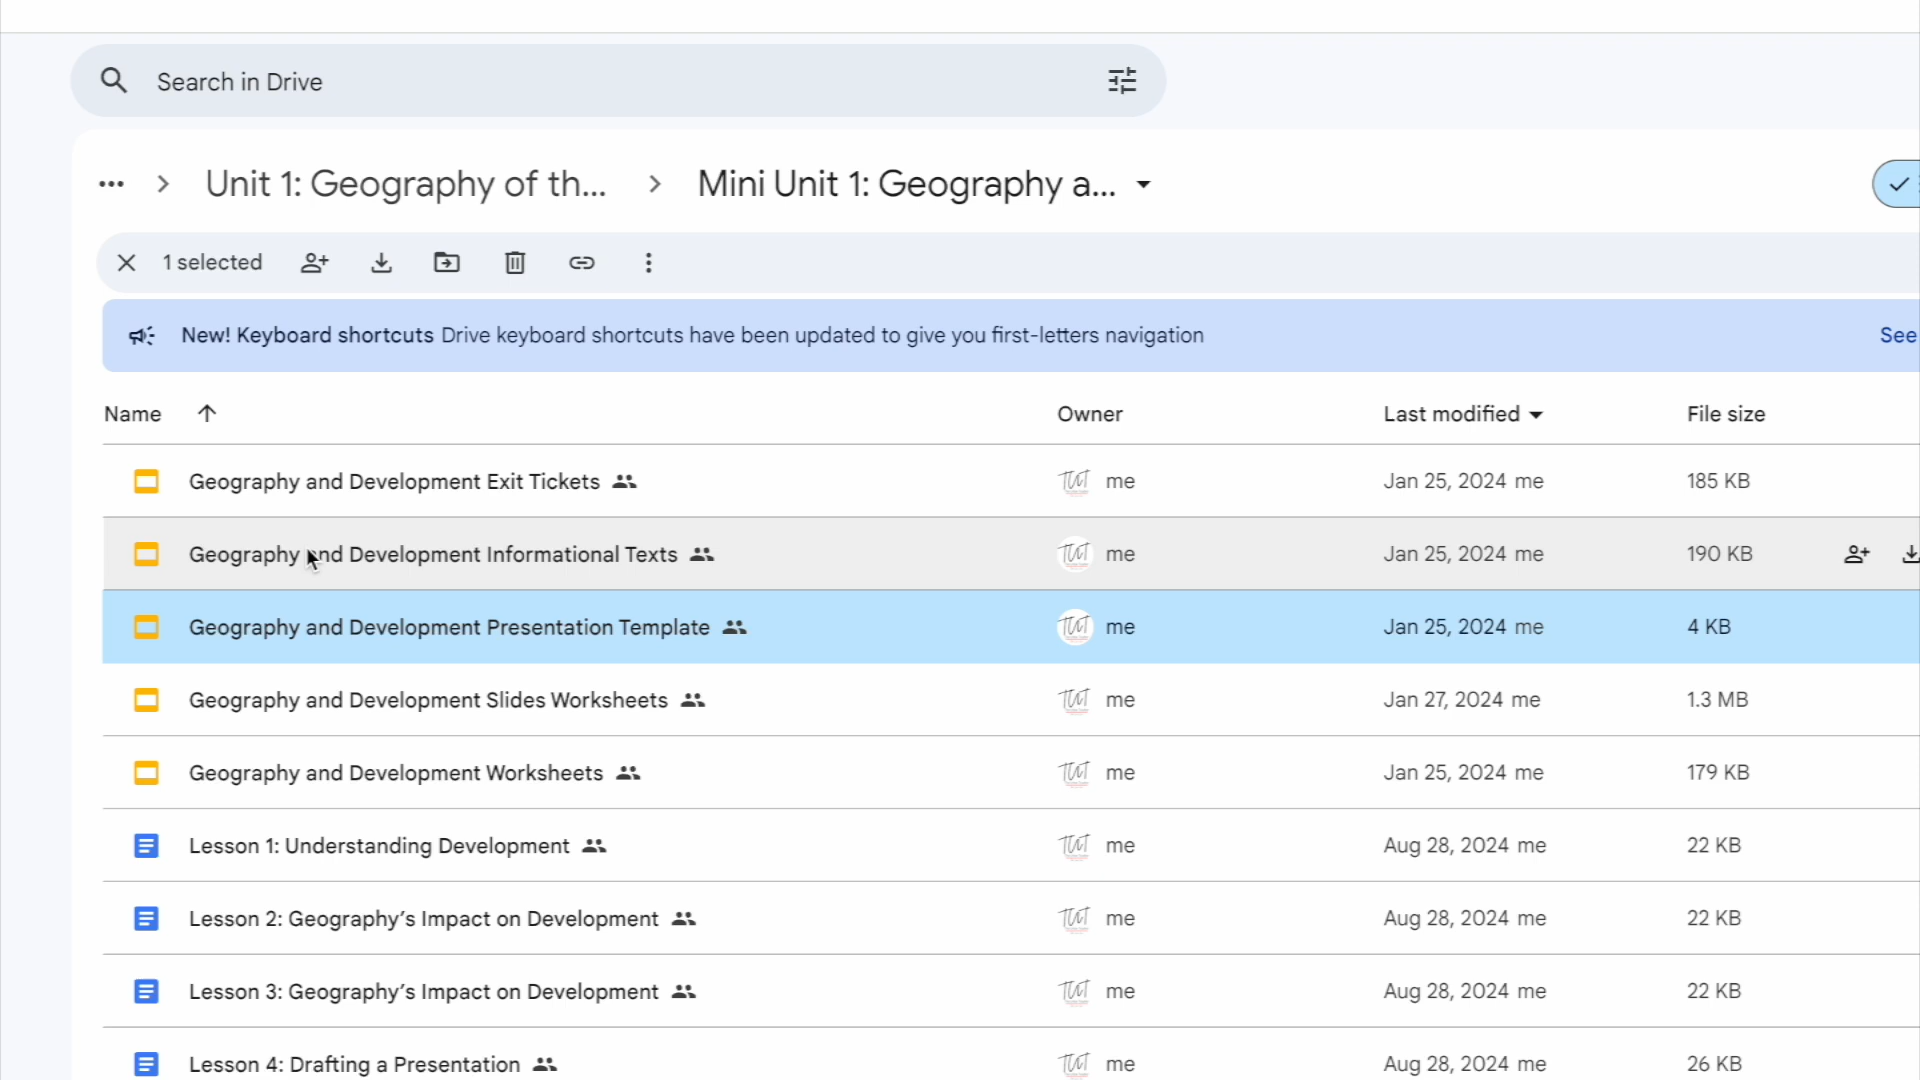 Search in Drive
Unit 1: Geography of th... Mini Unit 1: Geography a...
1 selected
New! Keyboard shortcuts Drive keyboard shortcuts have been updated to give you first-letters navigation See
Name Owner Last modified File size
Geography and Development Exit Tickets me Jan 25, 2024 me 185 KB
Geography and Development Informational Texts me Jan 25, 2024 me 190 KB
Geography and Development Presentation Template me Jan 25, 2024 me 4 KB
Geography and Development Slides Worksheets me Jan 27, 2024 me 1.3 MB
Geography and Development Worksheets me Jan 25, 2024 me 179 KB
Lesson 1: Understanding Development me Aug 28, 2024 me 22 KB
Lesson 2: Geography’s Impact on Development me Aug 28, 2024 me 22 KB
Lesson 3: Geography’s Impact on Development me Aug 28, 2024 me 22 KB
Lesson 4: Drafting a Presentation me Aug 28, 2024 me 26 KB